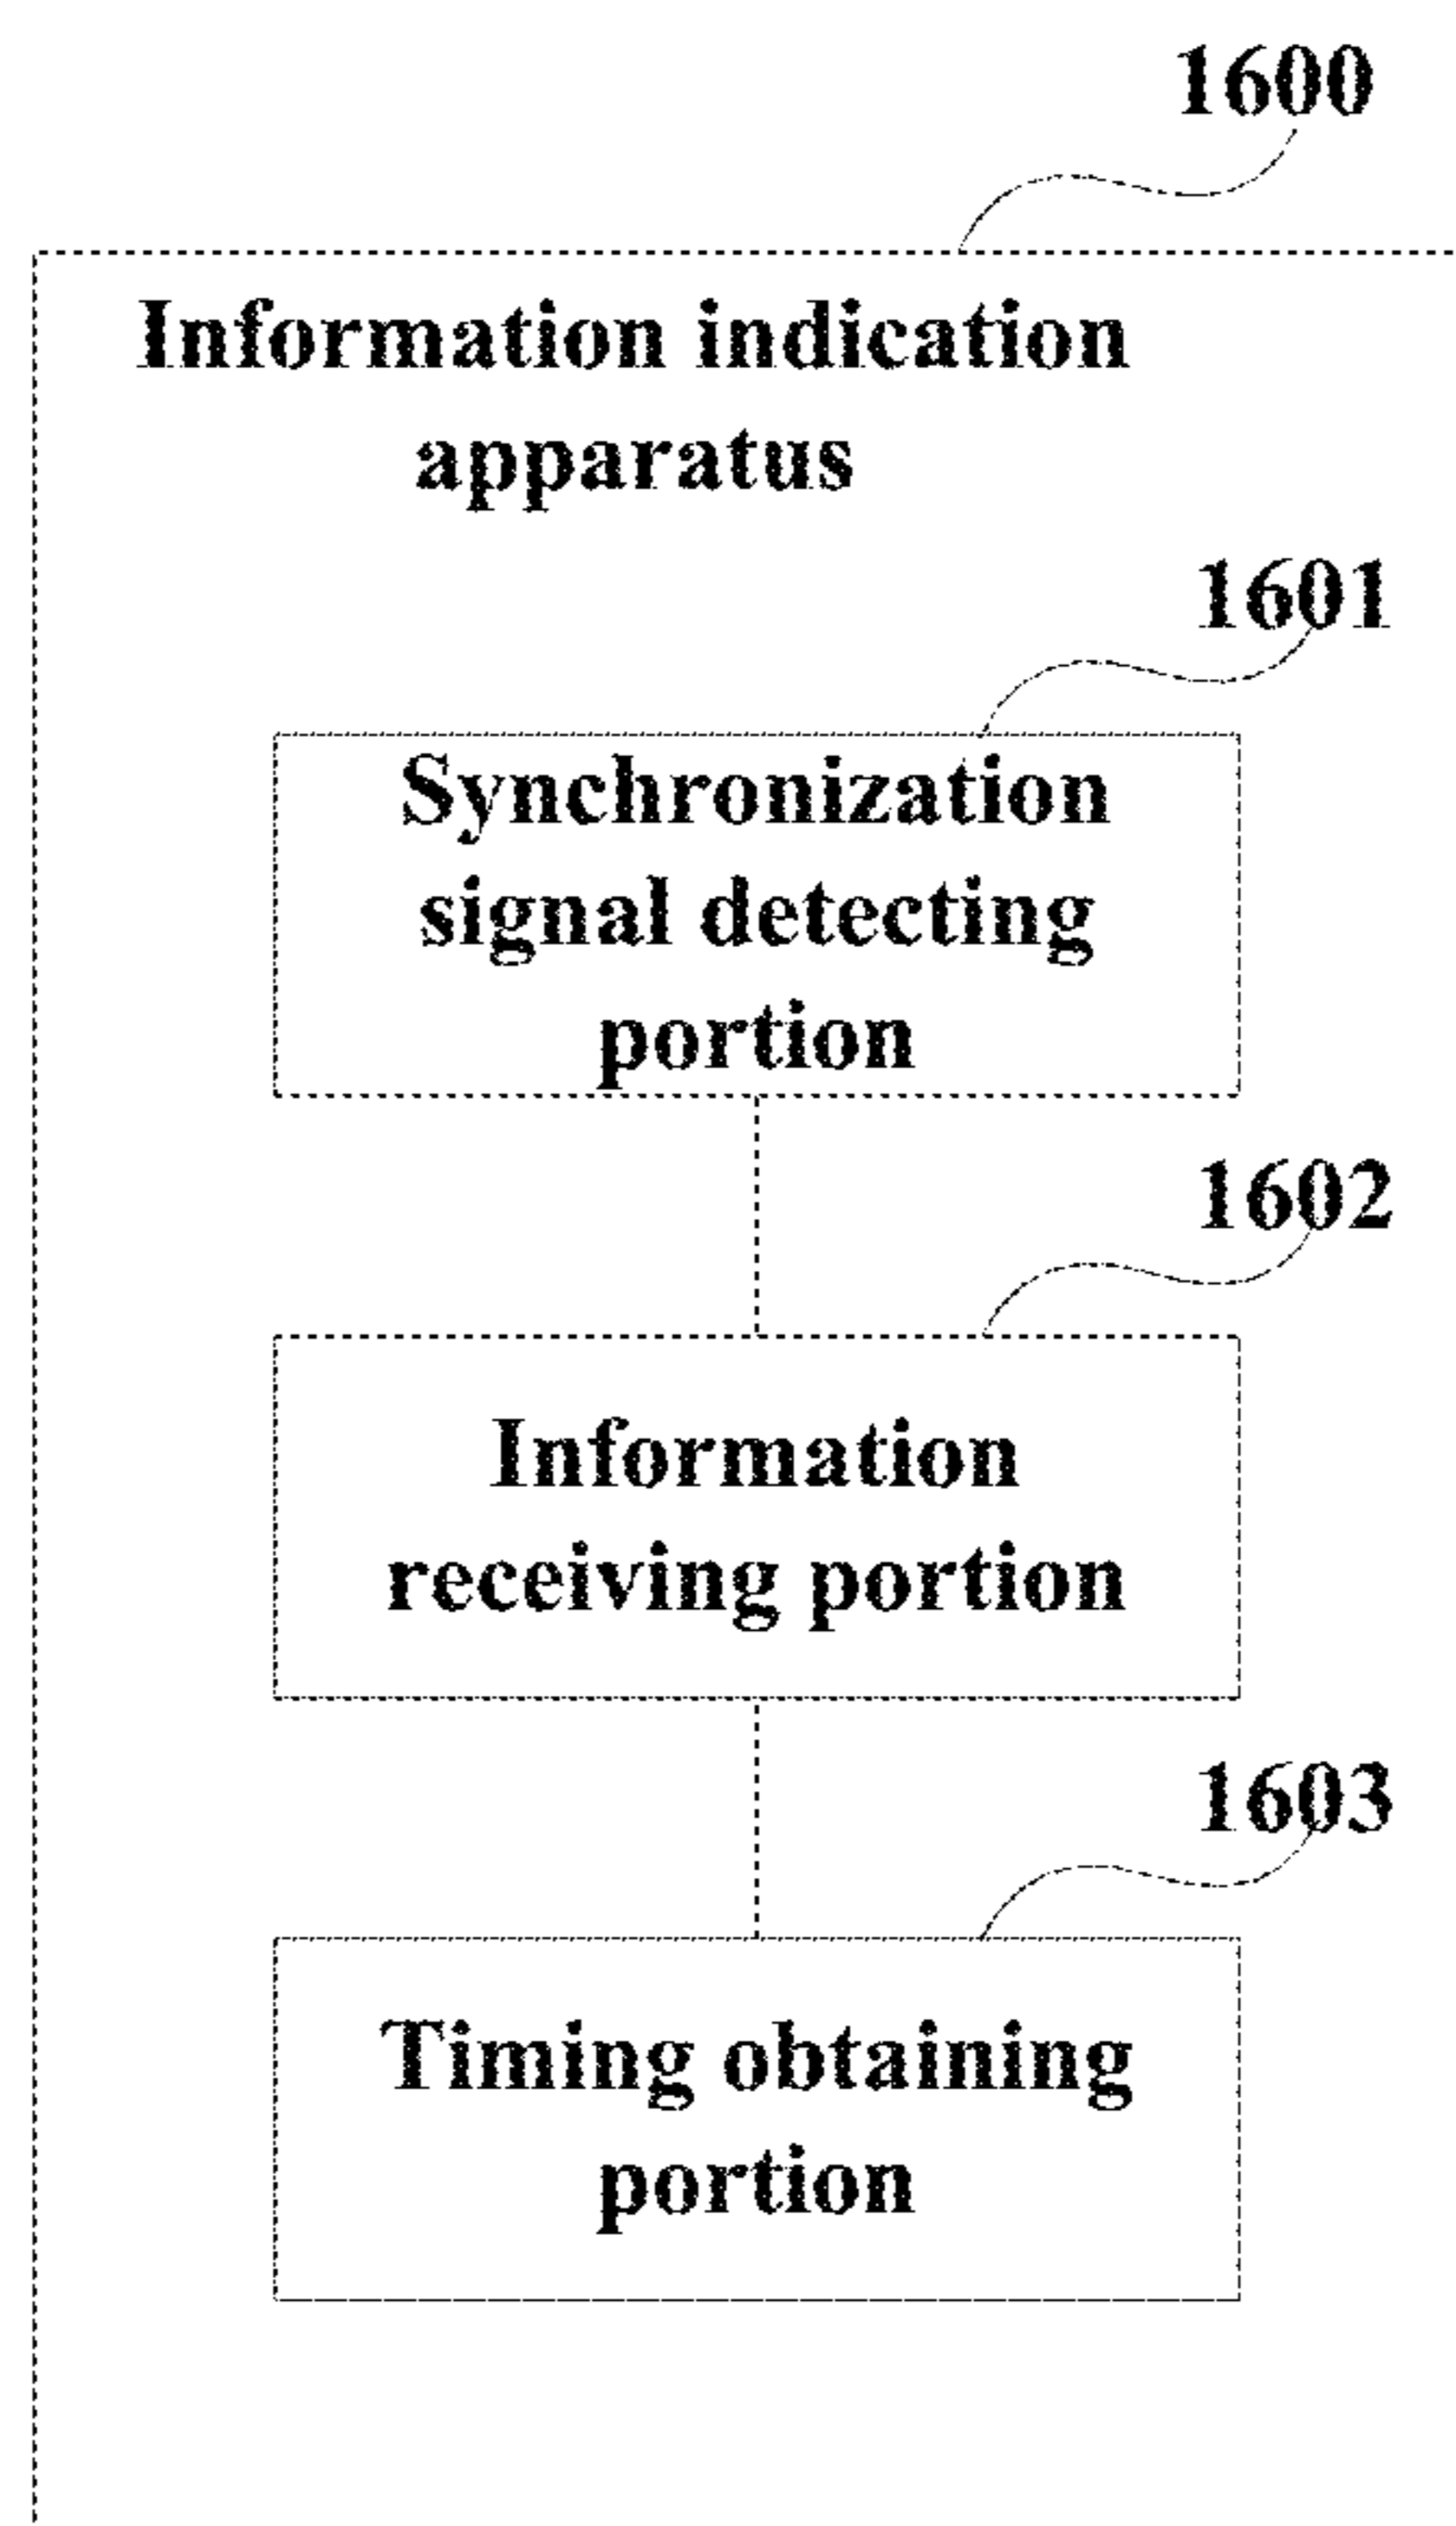 1600
Information indication
apparatus
1601
Synchronization
signal detecting
portion
1602
Information
receiving portion
1603
Timing obtaining
portion